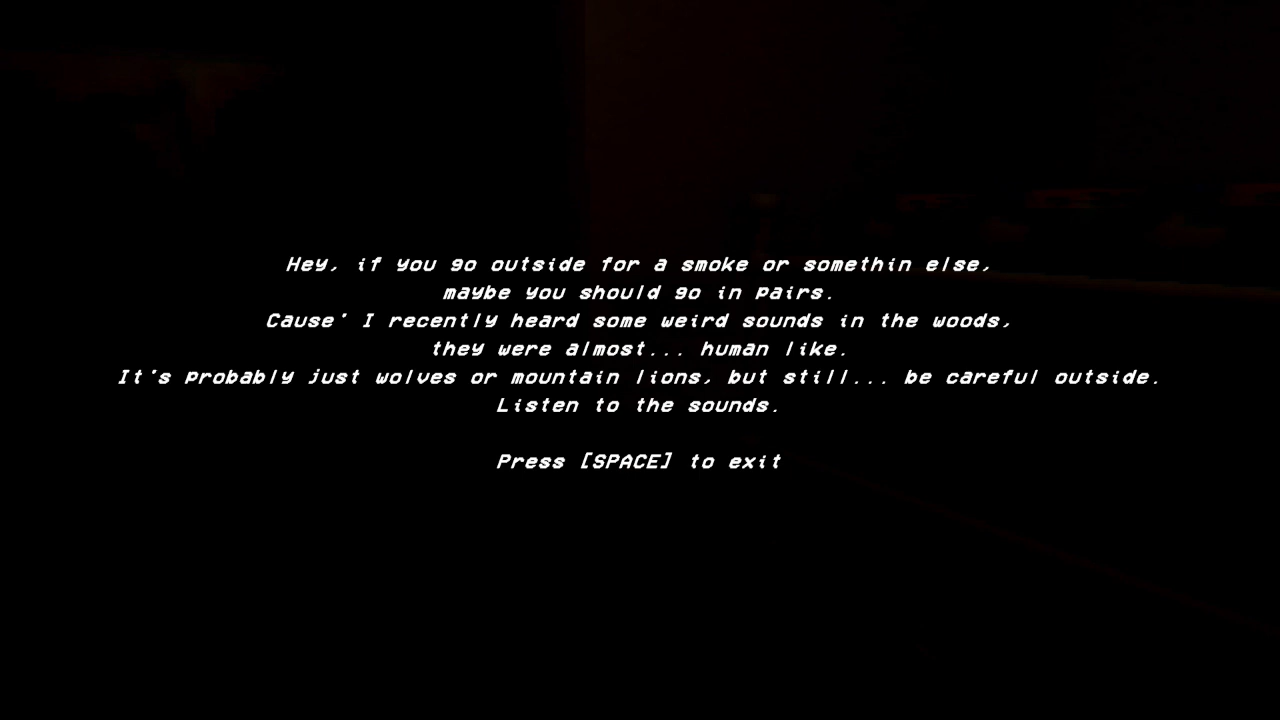 Hey, if you go outside for a smoke or somethin else,
maybe you should go in pairs.
Cause' I recently heard some weird sounds in the woods,
they were almost... human like.
It's probably just wolves or mountain lions, but still... be careful outside.
Listen to the sounds.
Press [SPACE] to exit